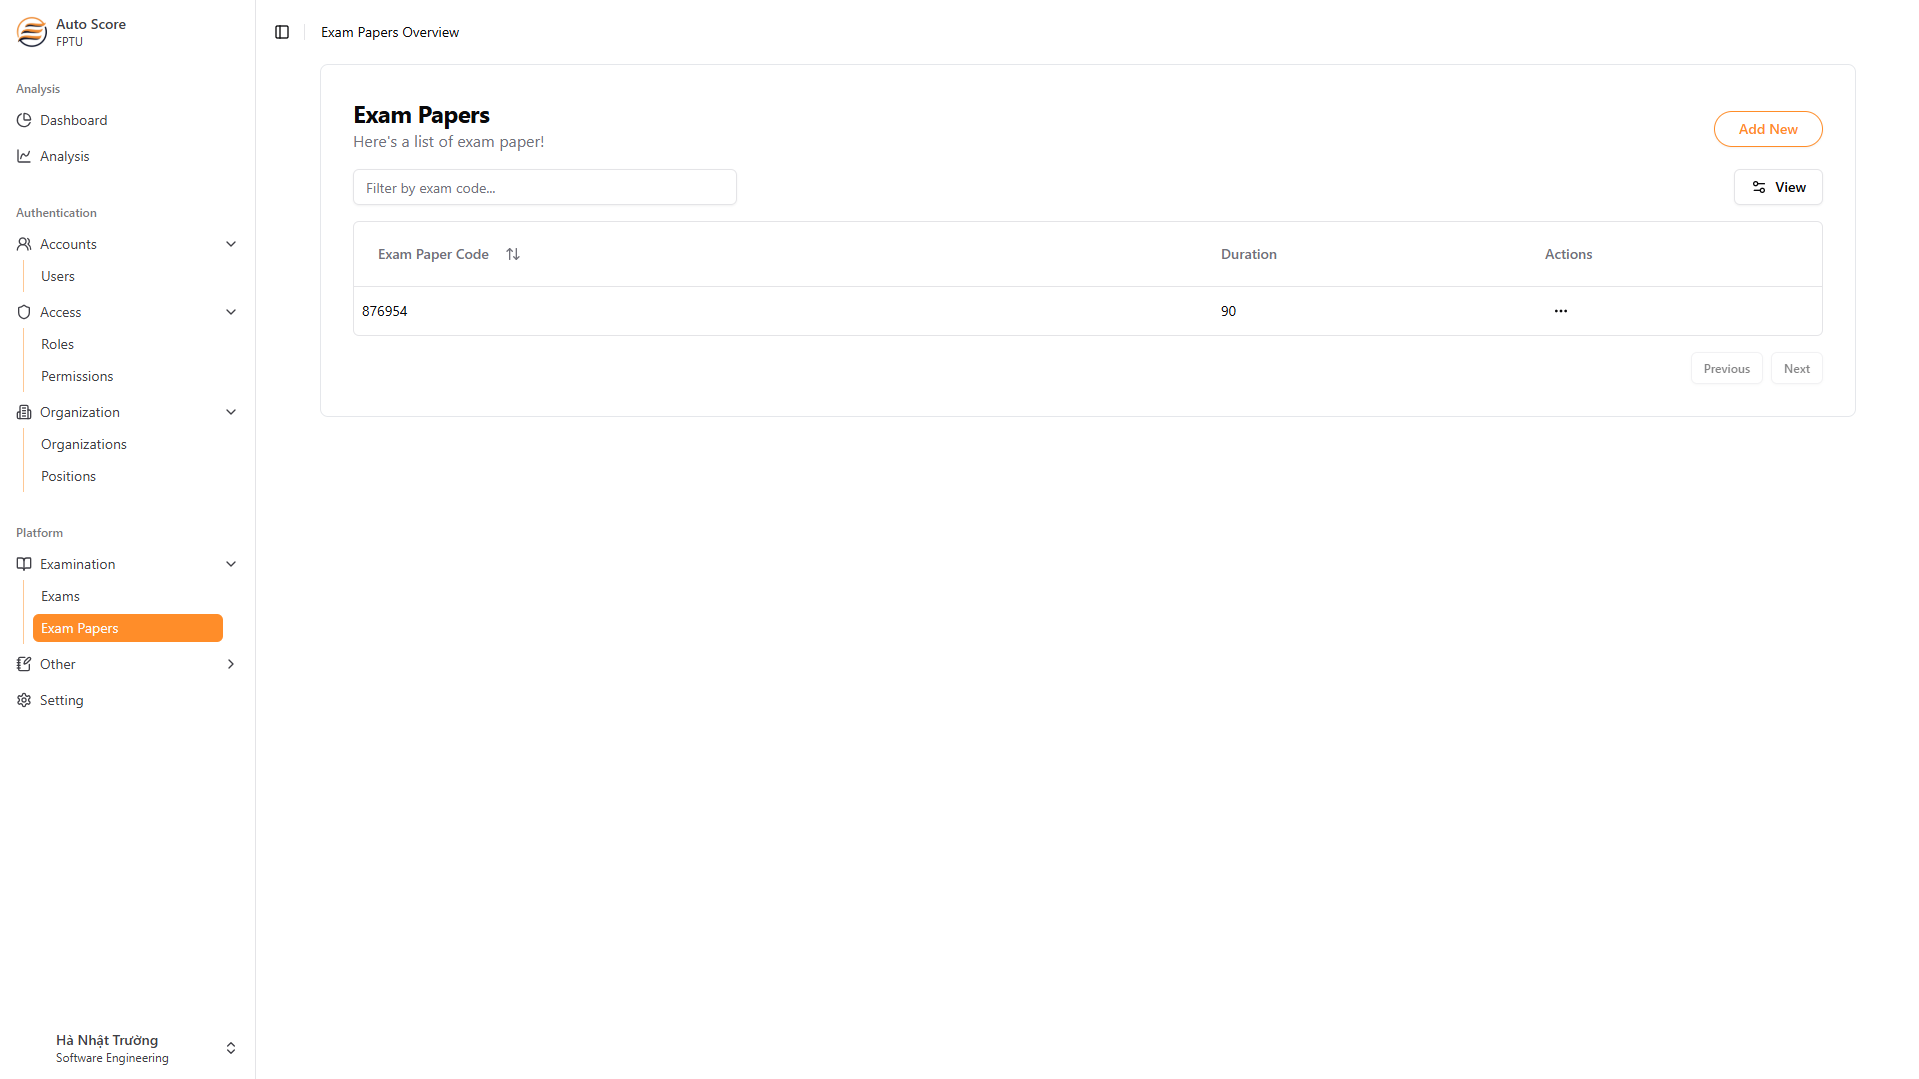 Auto Score
FPTU
Analysis
Dashboard
Analysis
Authentication
Accounts
Users
Access
Roles
Permissions
Organization
Organizations
Positions
Platform
Examination
Exams
Exam Papers
Other
Setting
Hà Nhật Trường
Software Engineering
Exam Papers Overview
Exam Papers
Here's a list of exam paper!
Add New
Filter by exam code...
View
Exam Paper Code Duration Actions
876954 90
Previous Next